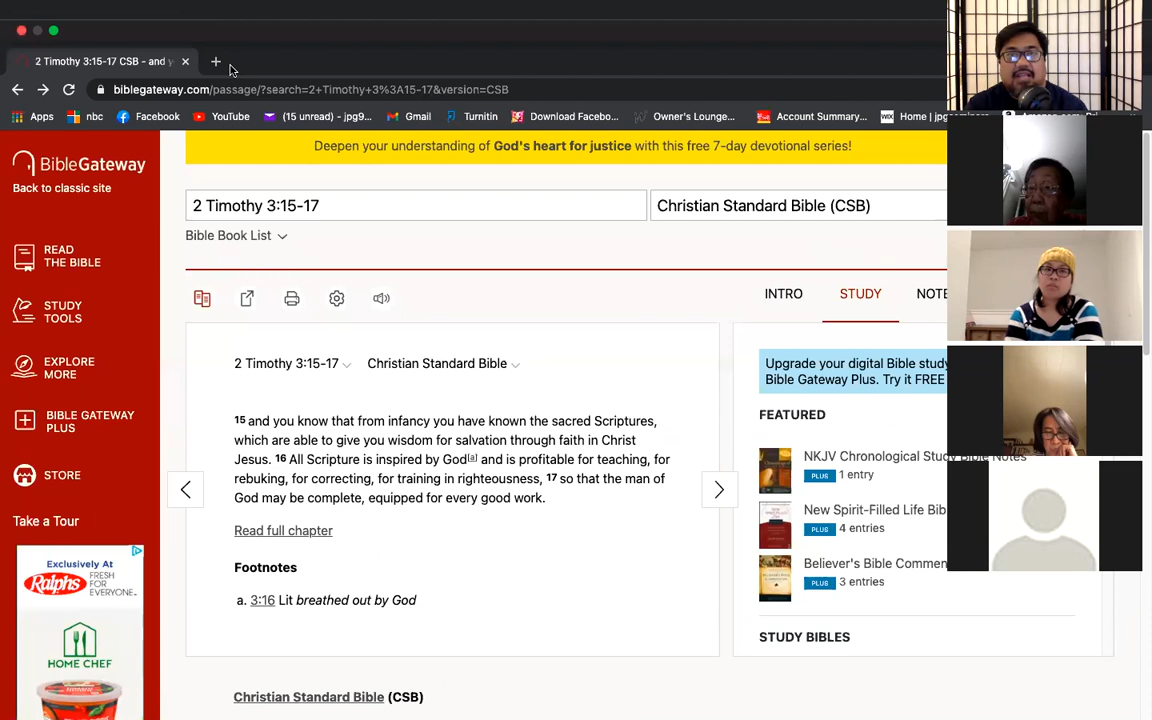 2 Timothy 3:15-17 CSB - and y
biblegateway.com/passage/?search=2+Timothy+3%3A15-17&version=CSB
Apps nbc Facebook YouTube (15 unread) - jpg9... Gmail Turnitin Download Facebo... Owner's Lounge... Account Summary... WIX Home |
BibleGateway
Back to classic site
Deepen your understanding of God's heart for justice with this free 7-day devotional series!
2 Timothy 3:15-17
Christian Standard Bible (CSB)
Bible Book List
READ
THE BIBLE
STUDY
TOOLS
EXPLORE
MORE
BIBLE GATEWAY
PLUS
STORE
Take a Tour
Exclusively At
Ralphs FRESH FOR EVERYONE.
HOME CHEF
INTRO STUDY NOTE
2 Timothy 3:15-17 Christian Standard Bible
15 and you know that from infancy you have known the sacred Scriptures,
which are able to give you wisdom for salvation through faith in Christ
Jesus. 16 All Scripture is inspired by God[a] and is profitable for teaching, for
rebuking, for correcting, for training in righteousness, 17 so that the man of
God may be complete, equipped for every good work.
Read full chapter
Footnotes
a. 3:16 Lit breathed out by God
Upgrade your digital Bible study
Bible Gateway Plus. Try it FREE
FEATURED
NKJV Chronological Study Bible Notes
PLUS 1 entry
New Spirit-Filled Life Bib
PLUS 4 entries
Believer's Bible Commen
PLUS 3 entries
STUDY BIBLES
Christian Standard Bible (CSB)